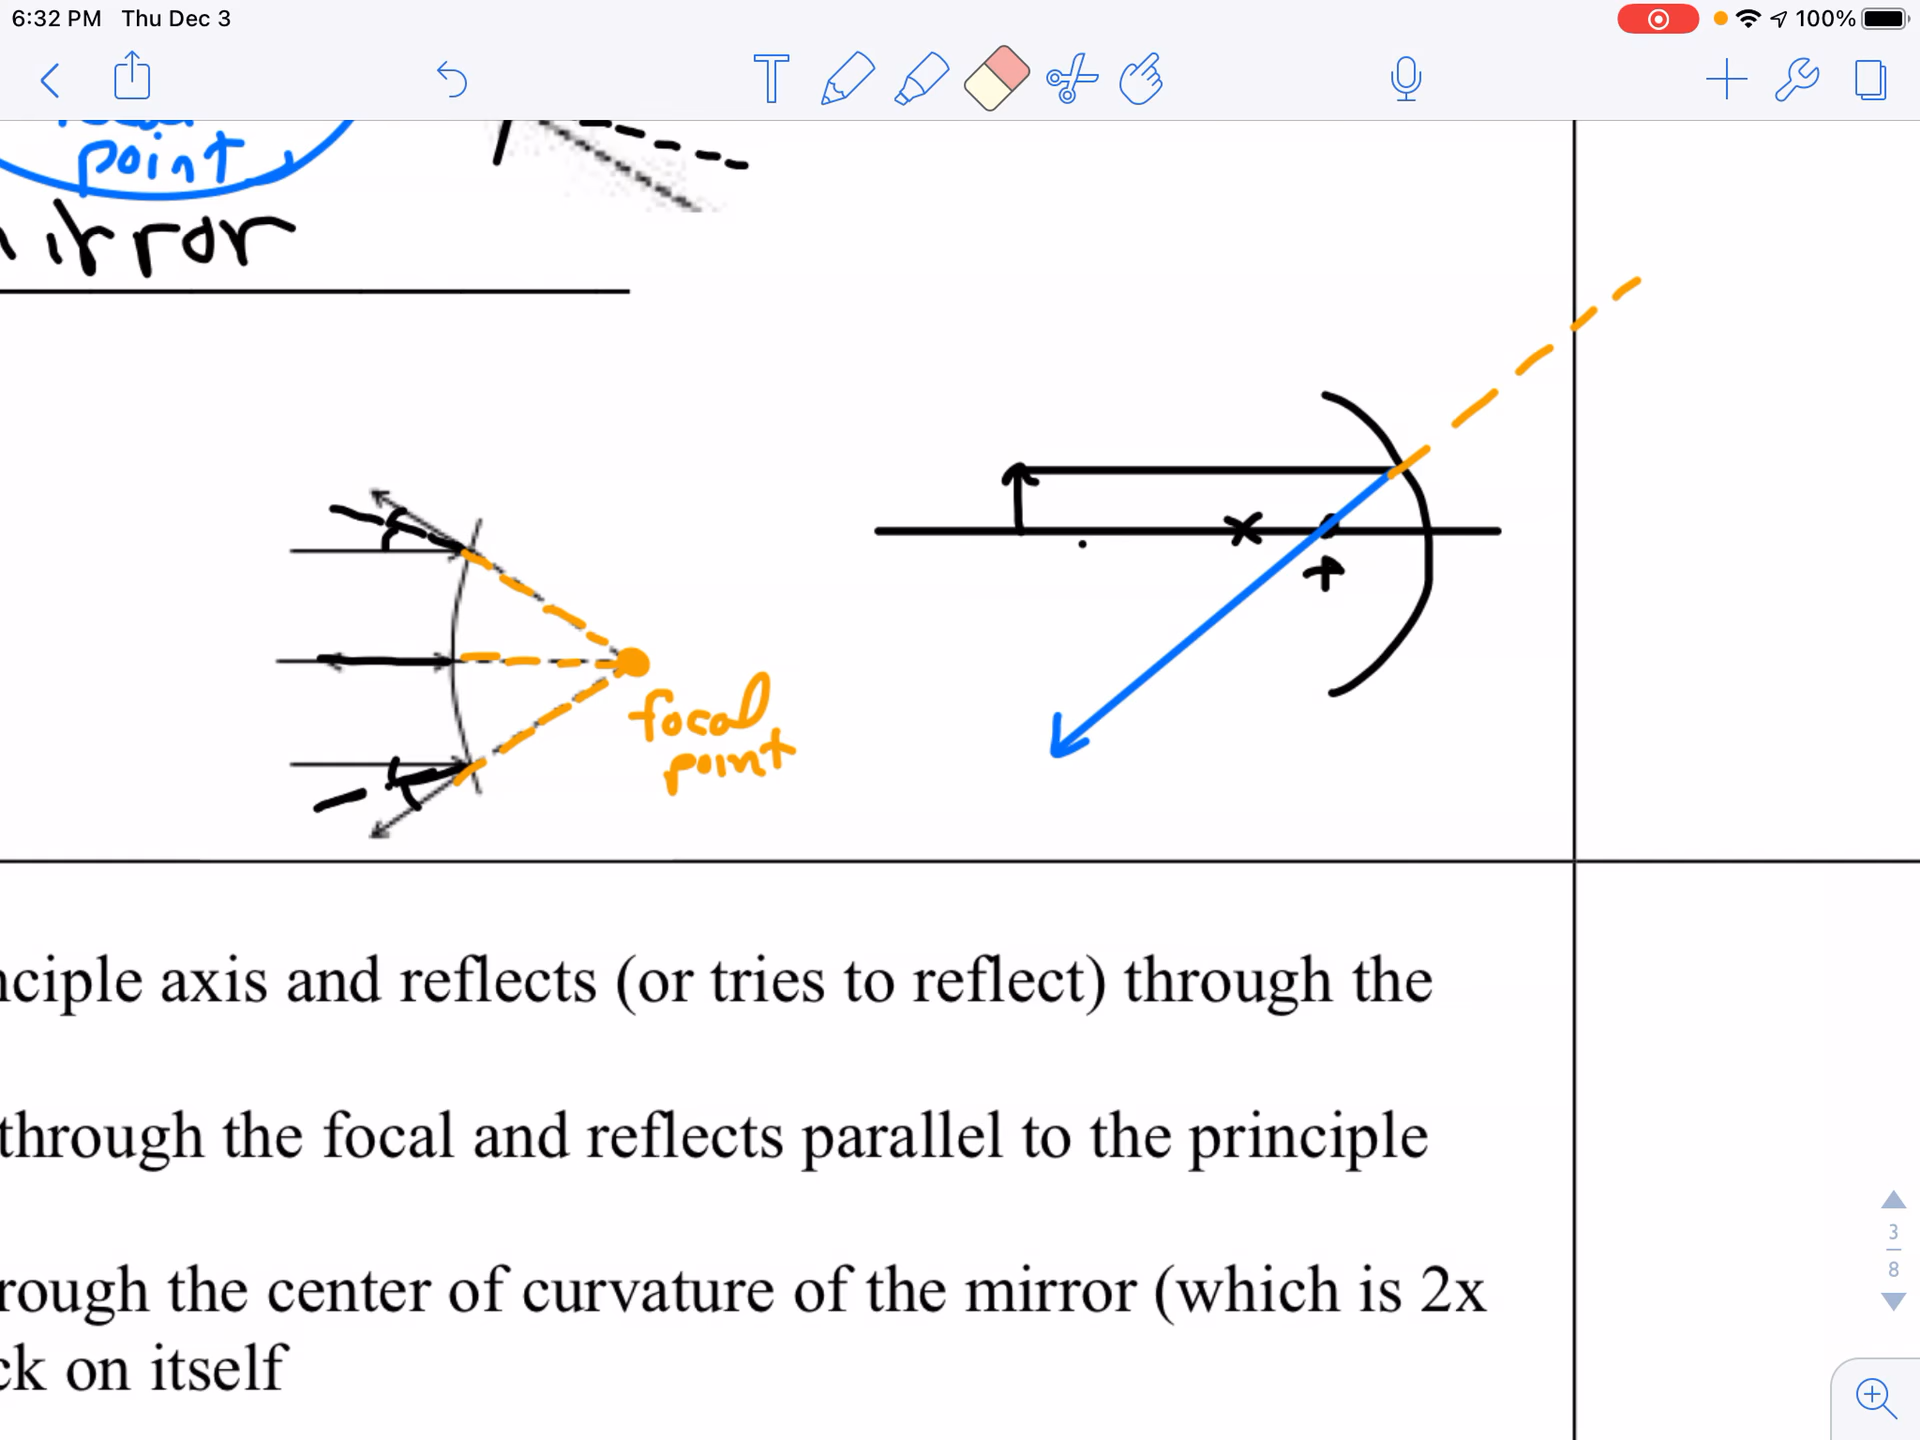 6:32 PM Thu Dec 3
100%
point
irror
focal
point
f
nciple axis and reflects (or tries to reflect) through the
through the focal and reflects parallel to the principle
rough the center of curvature of the mirror (which is 2x
ck on itself
3
8